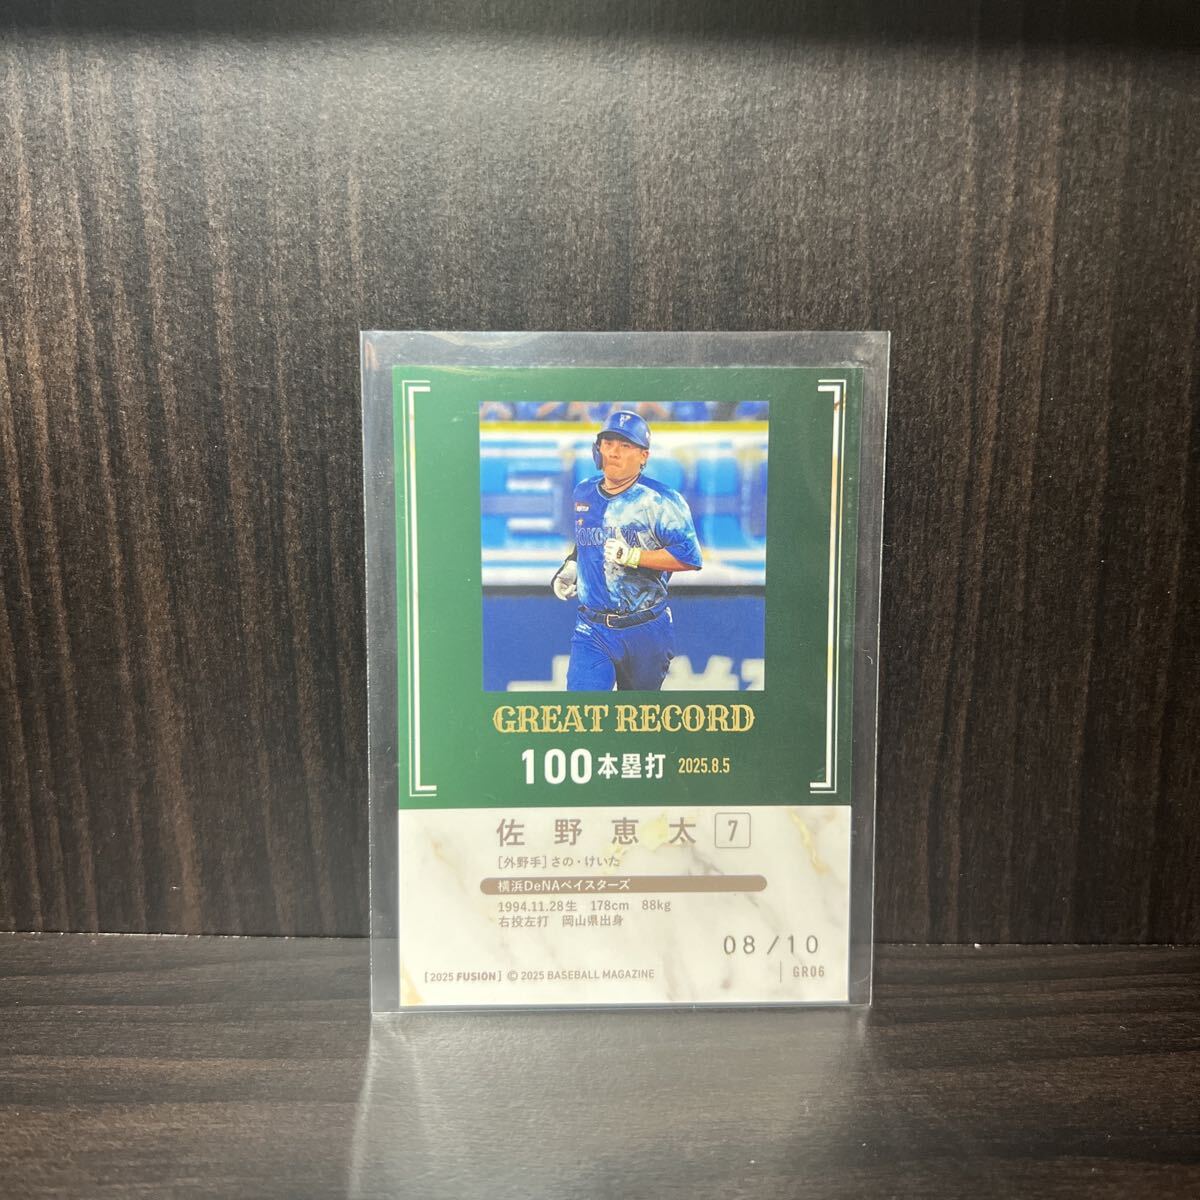 YOKOHAMA
GREAT RECORD
100本塁打 2025.8.5
佐野恵太 7
[外野手] さの・けいた
横浜DeNAベイスターズ
1994.11.28生 178cm 88kg
右投左打 岡山県出身
08/10
[2025 FUSION] © 2025 BASEBALL MAGAZINE
GR06